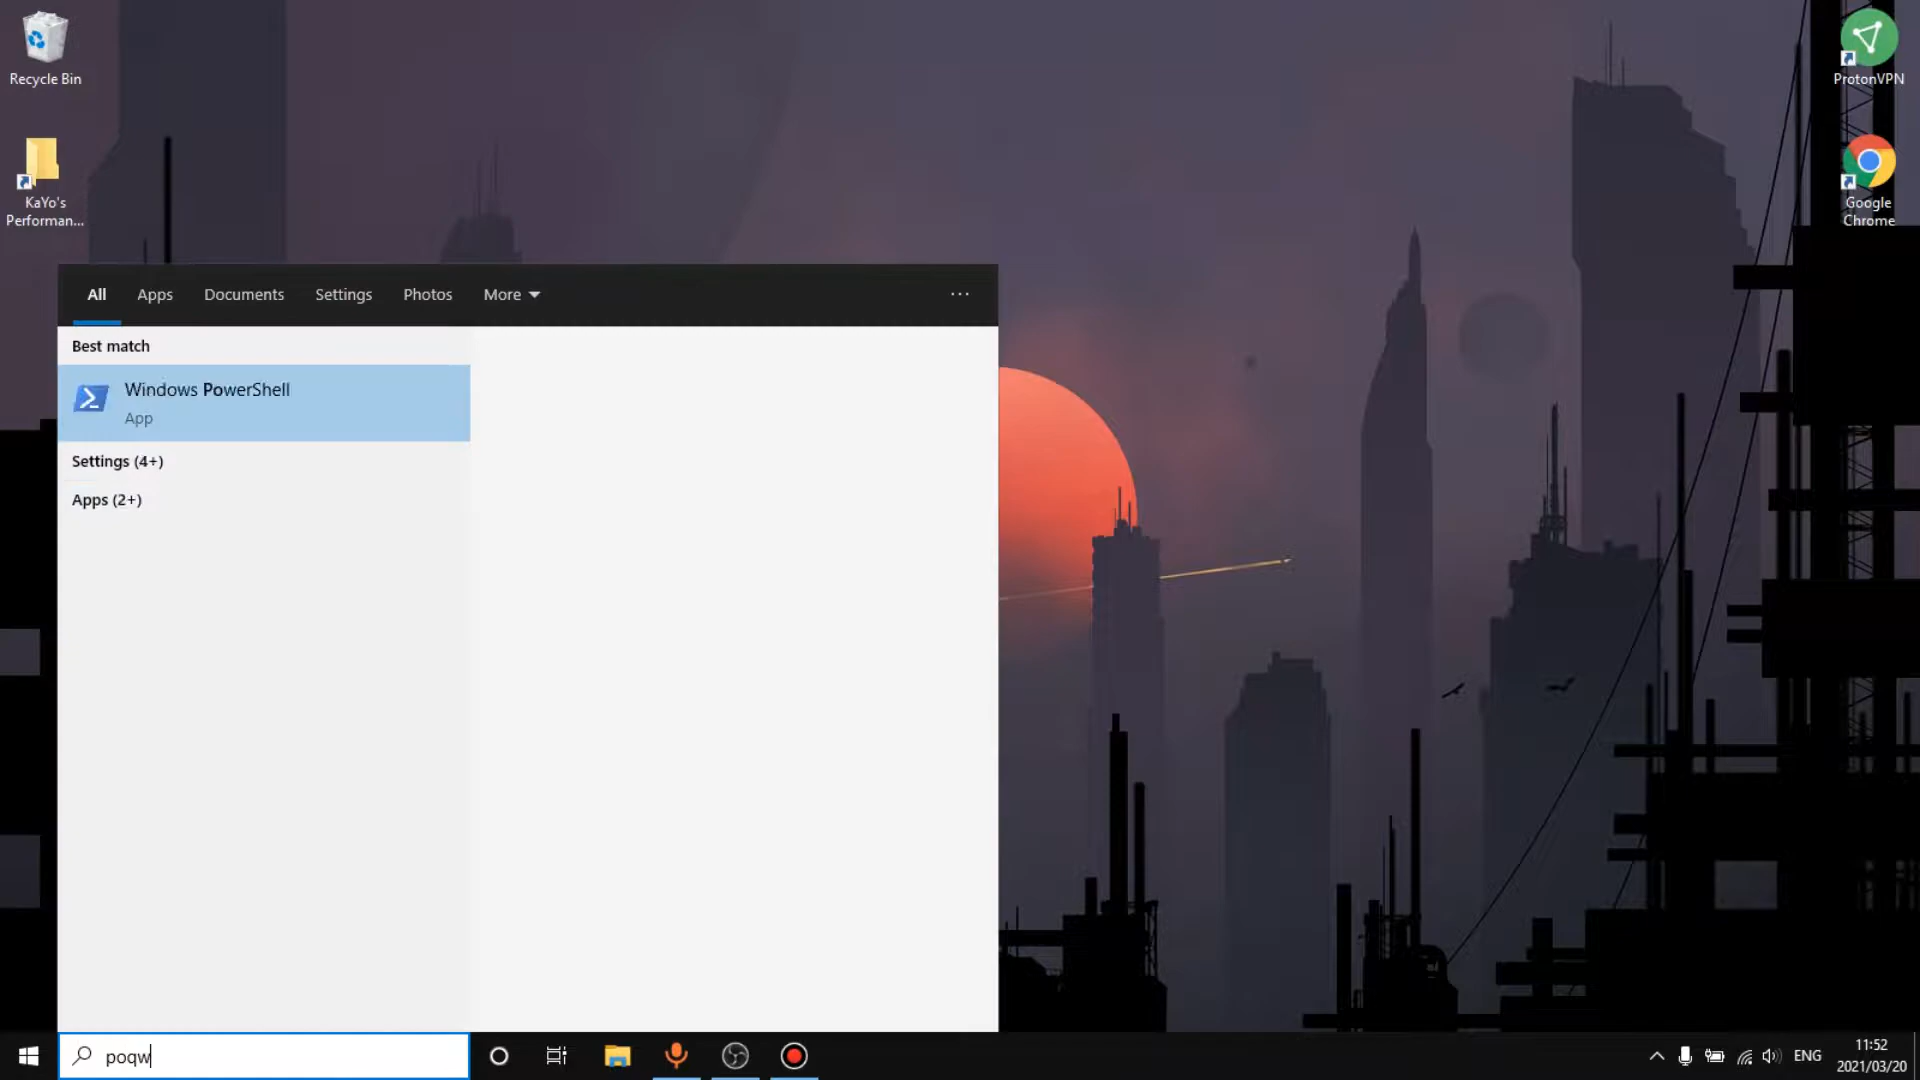 Recycle Bin
KaYo's
Performan...
ProtonVPN
Google
Chrome
All Apps Documents Settings Photos More ...
Best match
Windows PowerShell
App
Settings (4+)
Apps (2+)
poqw
ENG
11:52
2021/03/20